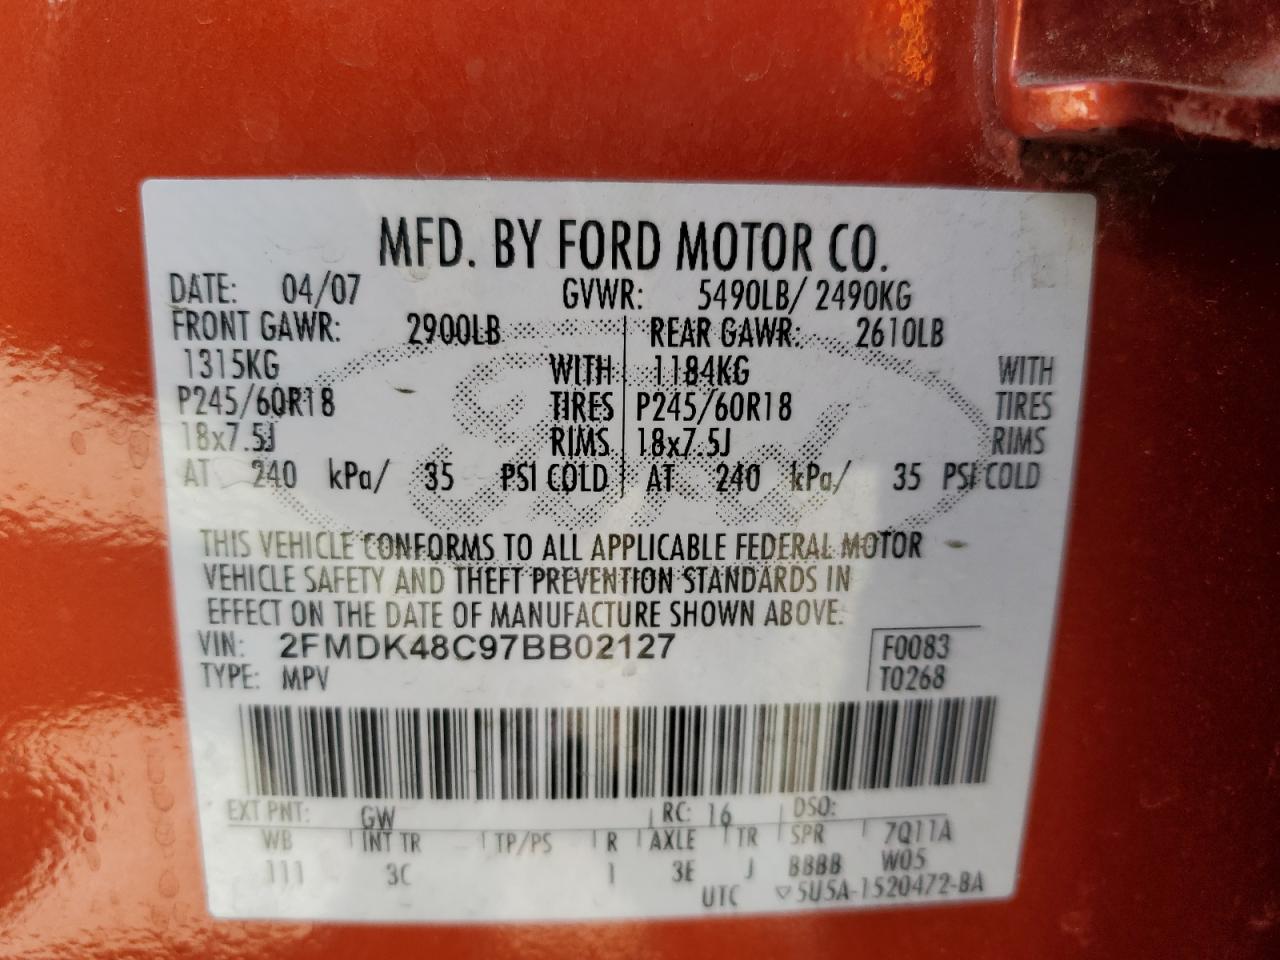 MFD. BY FORD MOTOR CO.
DATE: 04/07 GVWR: 5490LB/ 2490KG
FRONT GAWR: 2900LB REAR GAWR: 2610LB
1315KG WITH 1184KG WITH
P245/60R18 TIRES P245/60R18 TIRES
18x7.5J RIMS 18x7.5J RIMS
AT 240 kPa/ 35 PSI COLD AT 240 kPa/ 35 PSI COLD
THIS VEHICLE CONFORMS TO ALL APPLICABLE FEDERAL MOTOR
VEHICLE SAFETY AND THEFT PREVENTION STANDARDS IN
EFFECT ON THE DATE OF MANUFACTURE SHOWN ABOVE.
VIN: 2FMDK48C97BB02127 F0083
TYPE: MPV T0268
EXT PNT: GW RC: 16 DSO:
WB INT TR TP/PS R AXLE TR SPR 7Q11A
111 3C 1 3E J BBBB W05
UTC ▽5U5A-1520472-BA